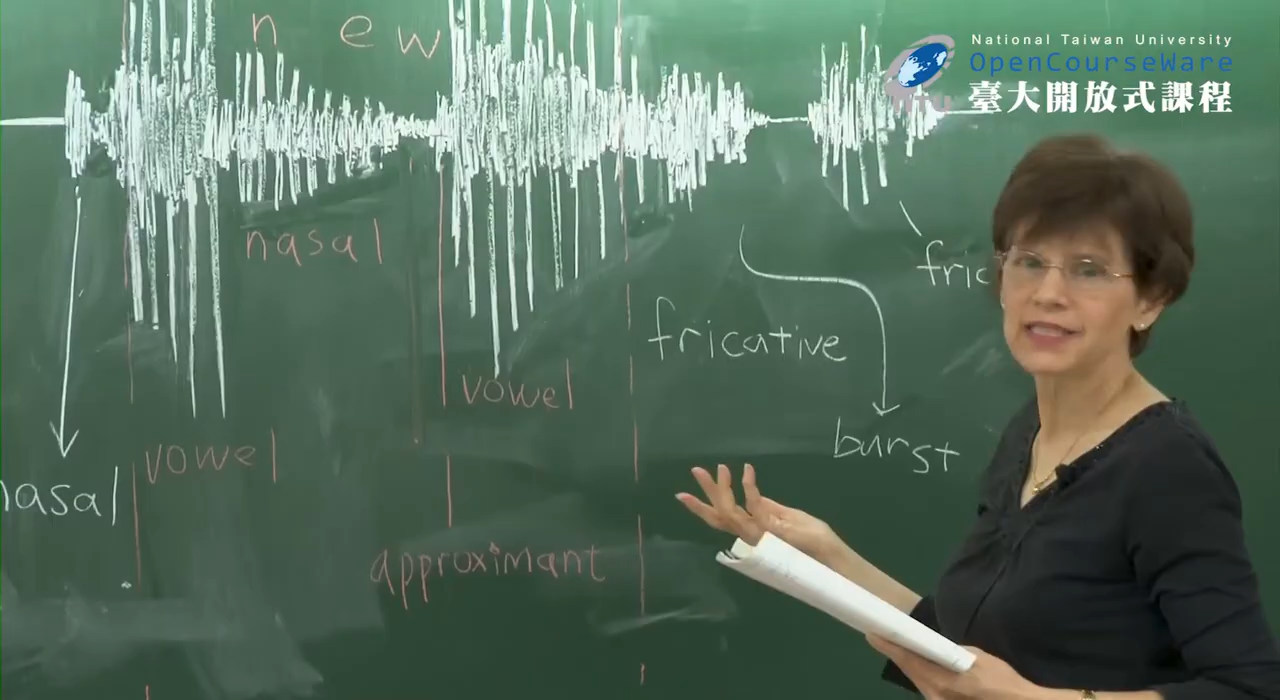 n e w
National Taiwan University
OpenCourseWare
ntu
臺大開放式課程
nasal
fric
fricative
vowel
burst
vowel
nasal
approximant